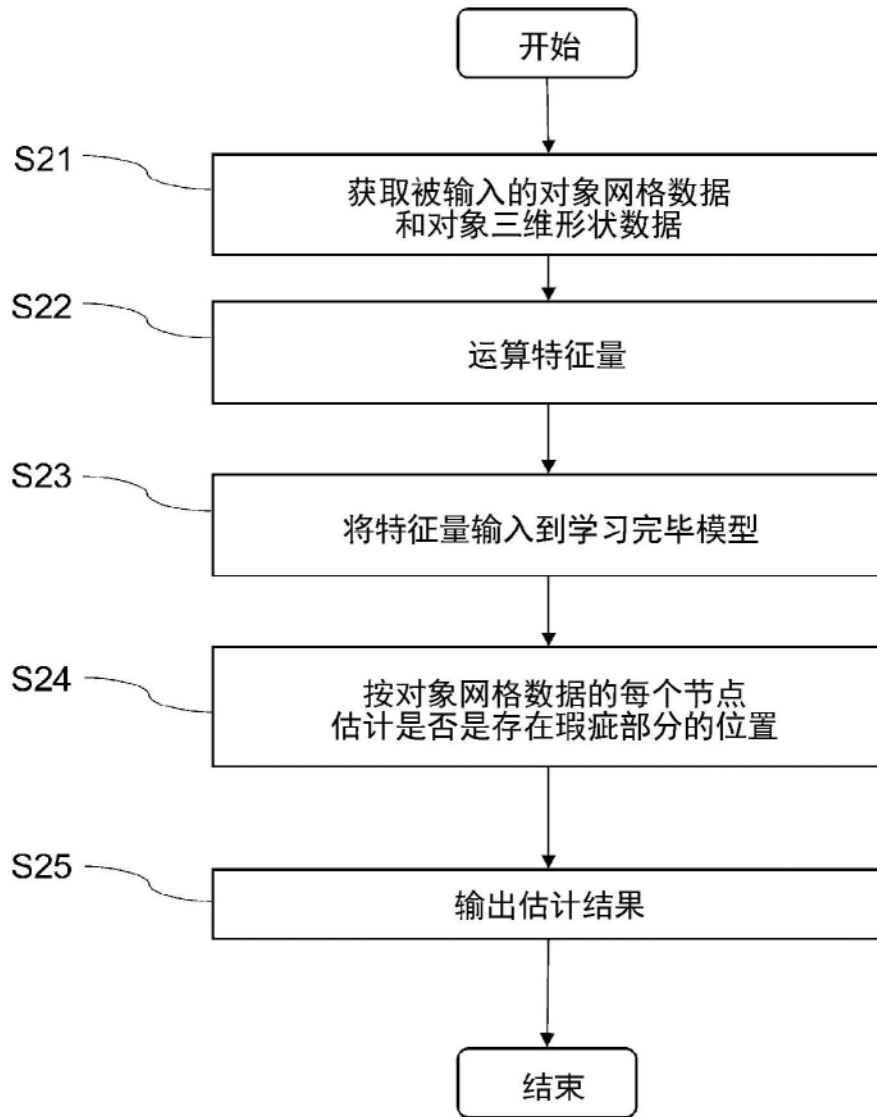 开始
S21
获取被输入的对象网格数据
和对象三维形状数据
S22
运算特征量
S23
将特征量输入到学习完毕模型
S24
按对象网格数据的每个节点
估计是否是存在瑕疵部分的位置
S25
输出估计结果
结束